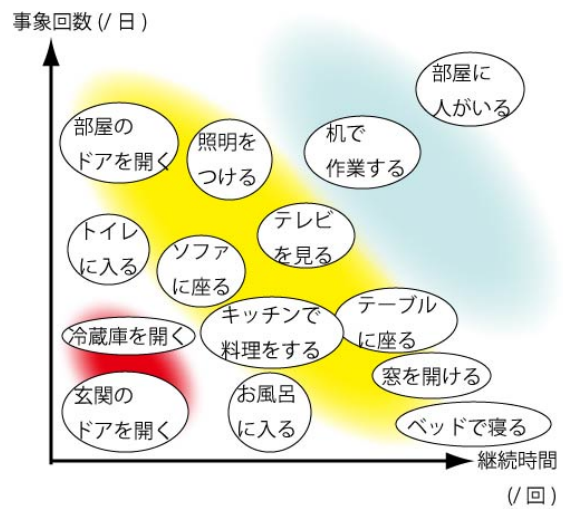 事象回数 (/ 日 )
部屋に
人がいる
部屋の
ドアを開く
照明を
つける
机で
作業する
トイレ
に入る
ソファ
に座る
テレビ
を見る
冷蔵庫を開く
キッチンで
料理をする
テーブル
に座る
窓を開ける
玄関の
ドアを開く
お風呂
に入る
ベッドで寝る
継続時間
(/ 回 )